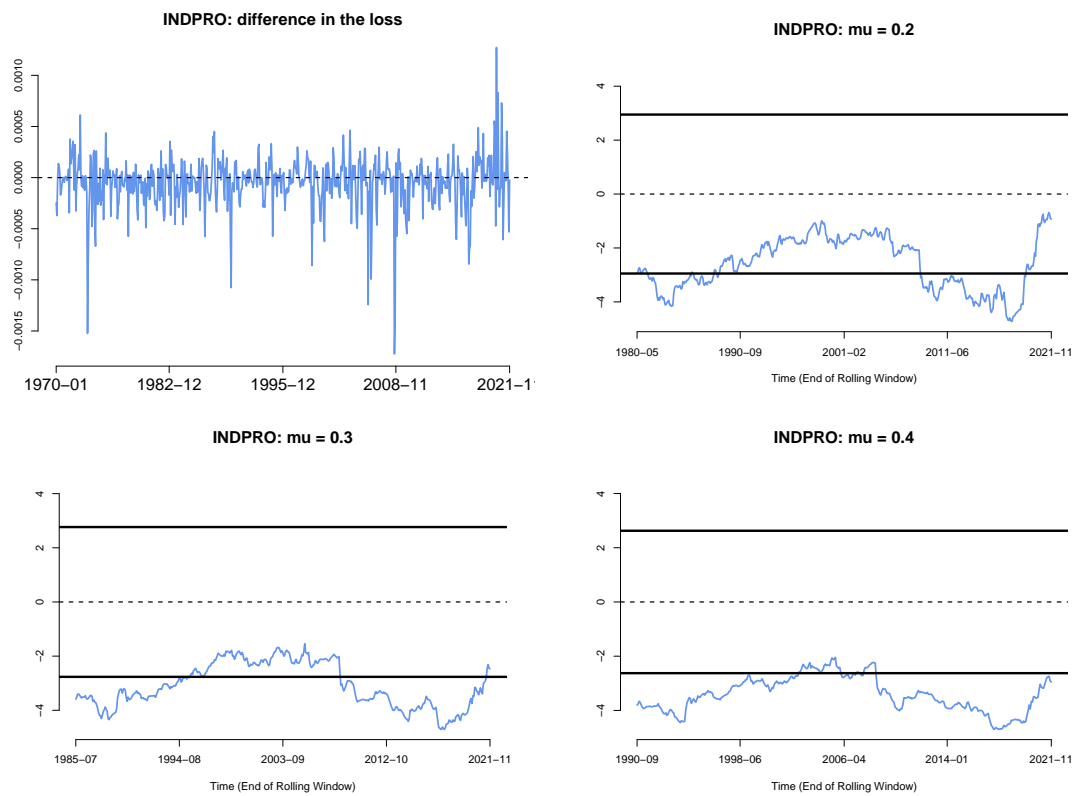 INDPRO: difference in the loss
0.0010
0.0005
0.0000
−0.0005
−0.0010
−0.0015
1970−01 1982−12 1995−12 2008−11 2021−1
INDPRO: mu = 0.2
4
2
0
−2
−4
1980−05 1990−09 2001−02 2011−06 2021−11
Time (End of Rolling Window)
INDPRO: mu = 0.3
4
2
0
−2
−4
1985−07 1994−08 2003−09 2012−10 2021−11
Time (End of Rolling Window)
INDPRO: mu = 0.4
4
2
0
−2
−4
1990−09 1998−06 2006−04 2014−01 2021−11
Time (End of Rolling Window)